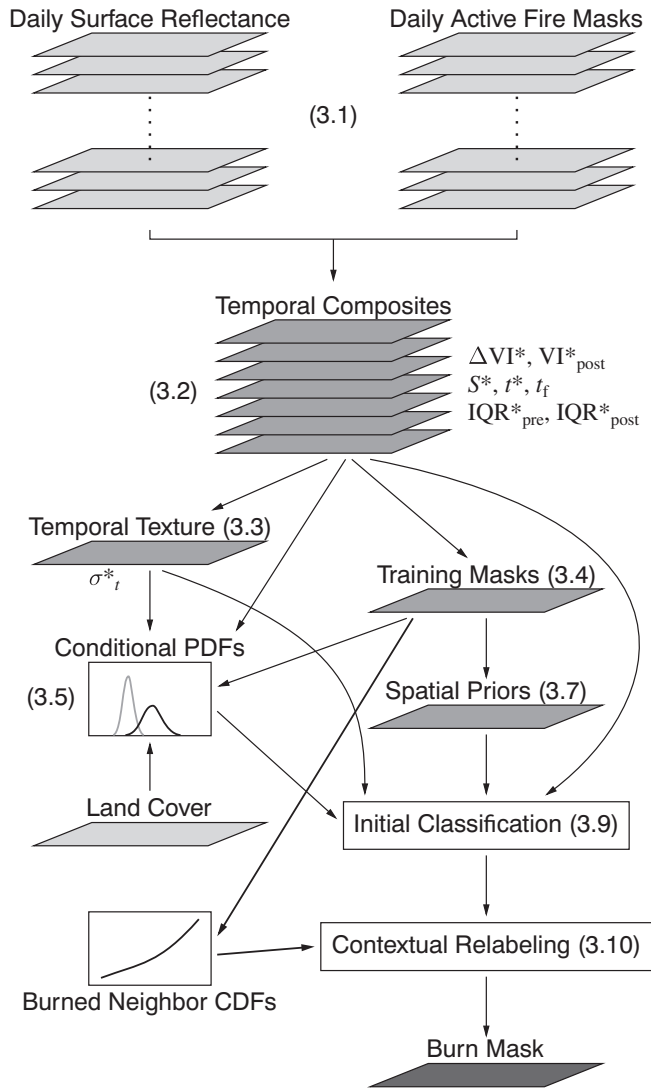 Daily Surface Reflectance
Daily Active Fire Masks
(3.1)
Temporal Composites
(3.2)
ΔVI*, VI*post
S*, t*, tf
IQR*pre, IQR*post
Temporal Texture (3.3)
σ*t
Training Masks (3.4)
Conditional PDFs
(3.5)
Spatial Priors (3.7)
Land Cover
Initial Classification (3.9)
Contextual Relabeling (3.10)
Burned Neighbor CDFs
Burn Mask